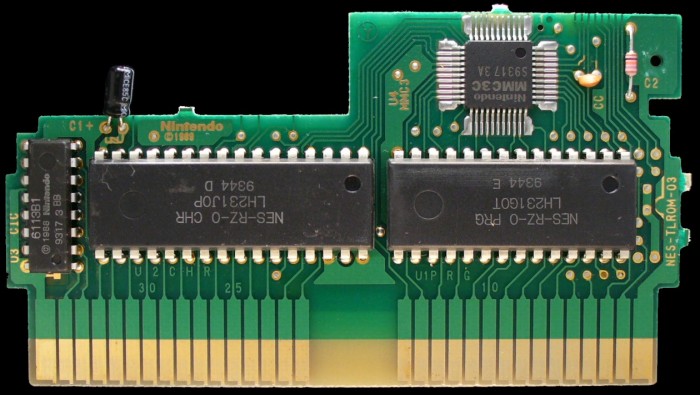 Nintendo
MMC3C
59317 3A
U4
MMC3
CC
C2
C1+
Nintendo
© 1988
U3 CIC
6113B1
© 1988 Nintendo
9317 3 BB
NES-RZ-0 CHR
LH231J0P
9344 D
NES-RZ-0 PRG
LH231G0T
9344 E
NES-TLROM-03
U2 CHR
30
25
U1 PRG
10